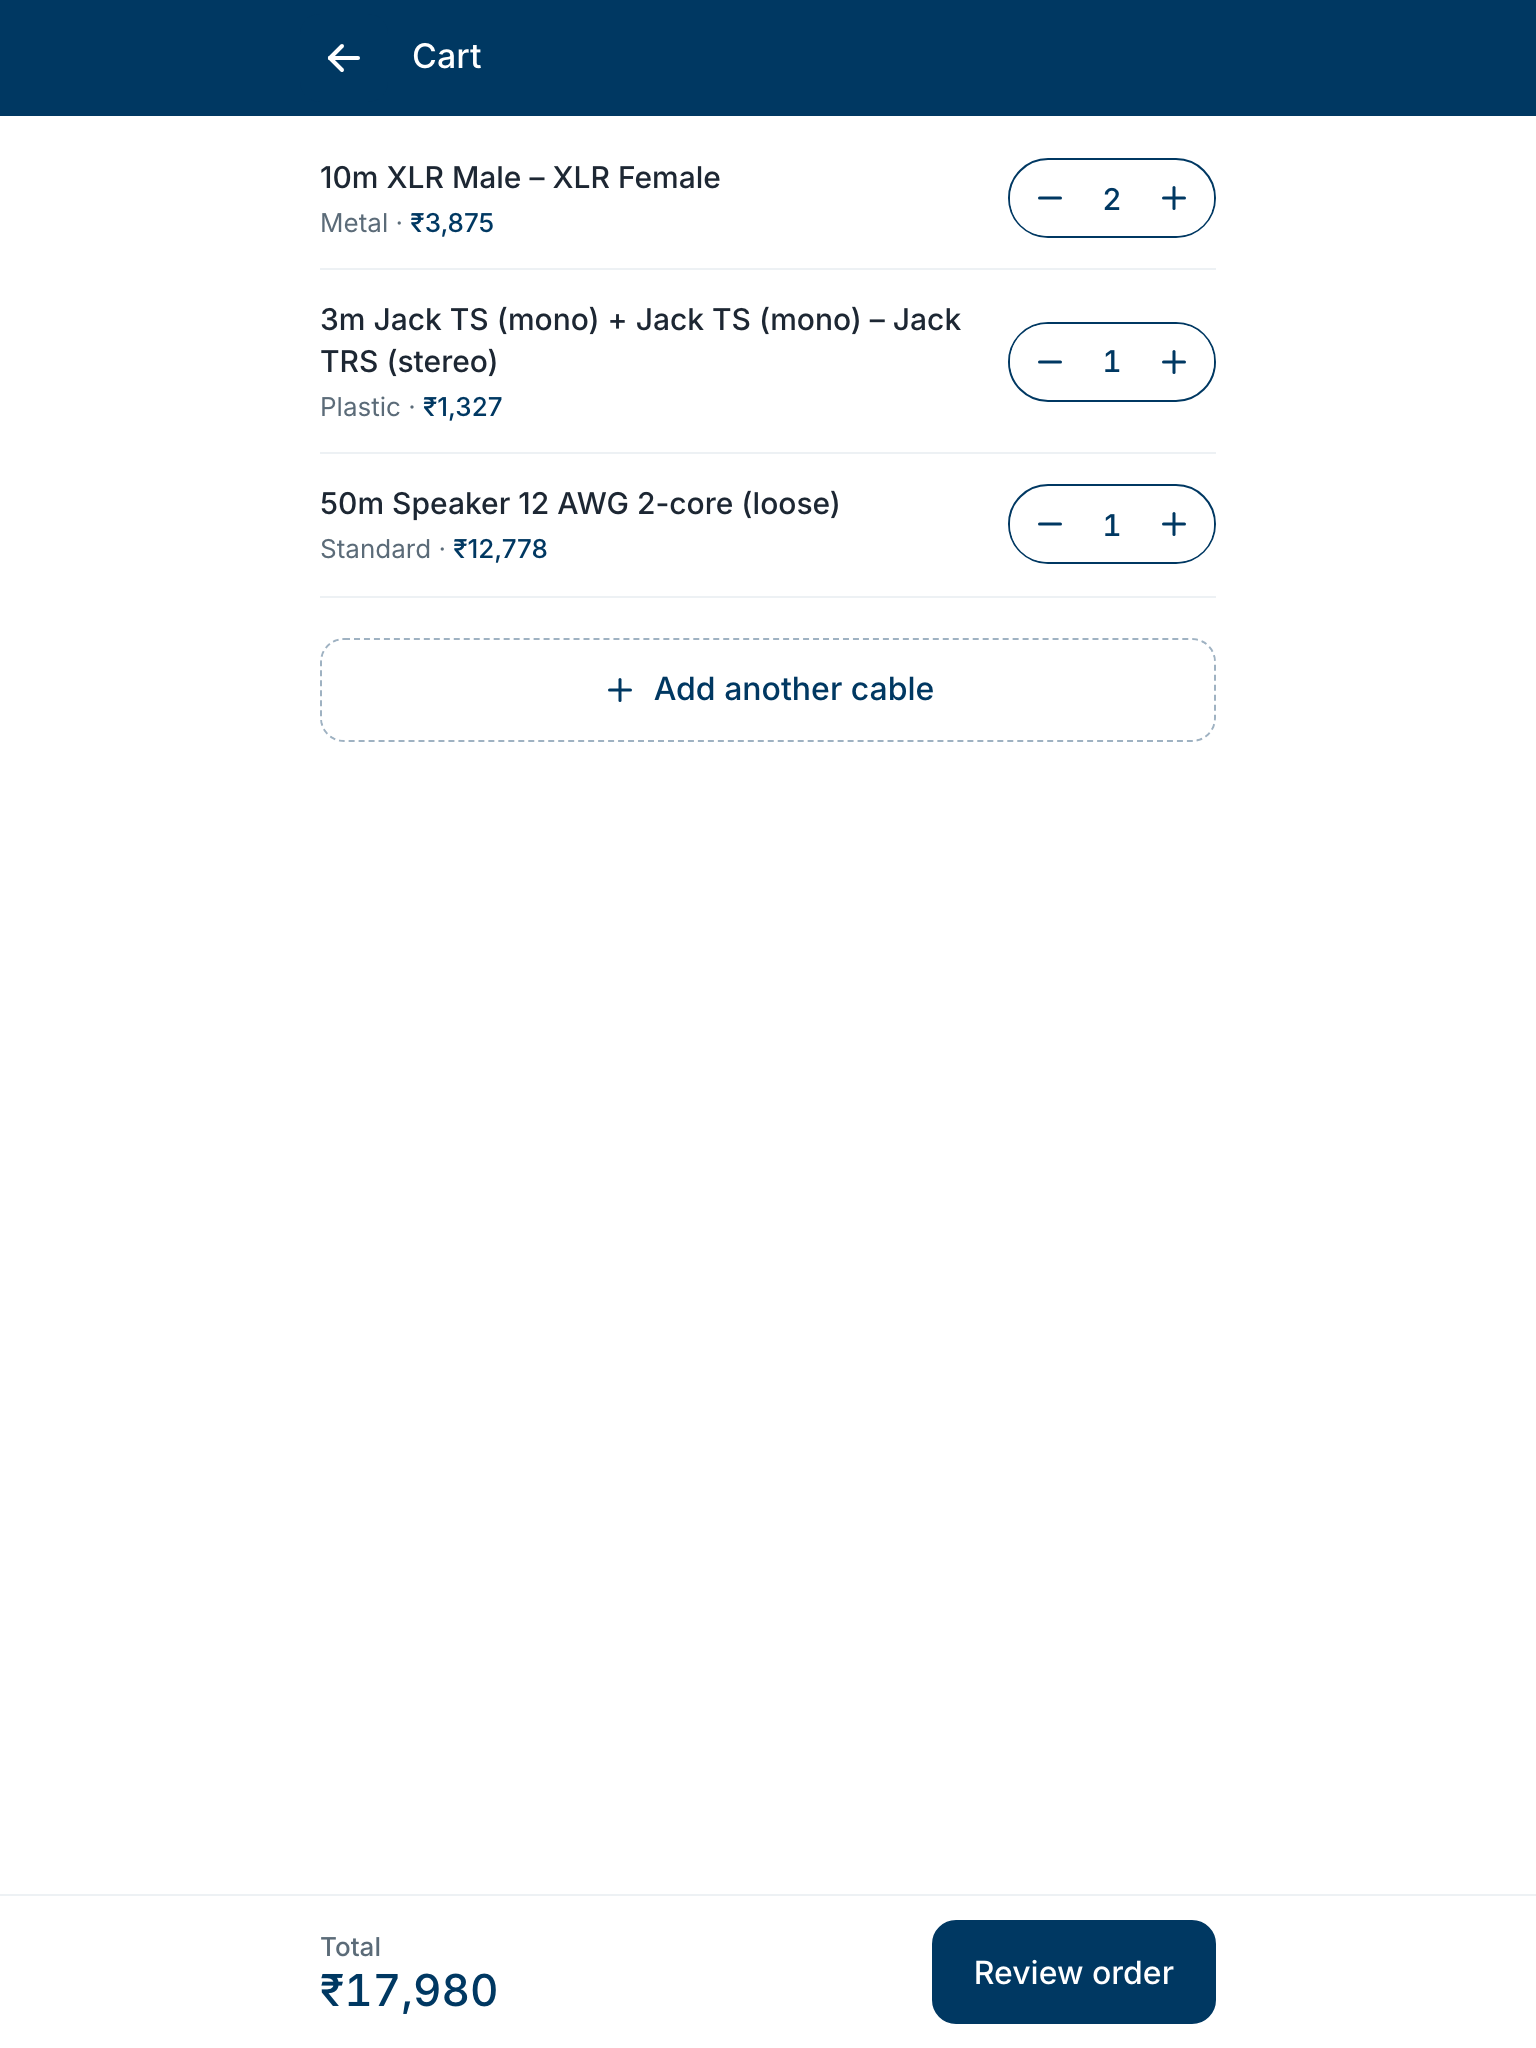 Cart
10m XLR Male – XLR Female
Metal · ₹3,875
2
3m Jack TS (mono) + Jack TS (mono) – Jack
TRS (stereo)
Plastic · ₹1,327
1
50m Speaker 12 AWG 2-core (loose)
Standard · ₹12,778
1
+ Add another cable
Total
₹17,980
Review order